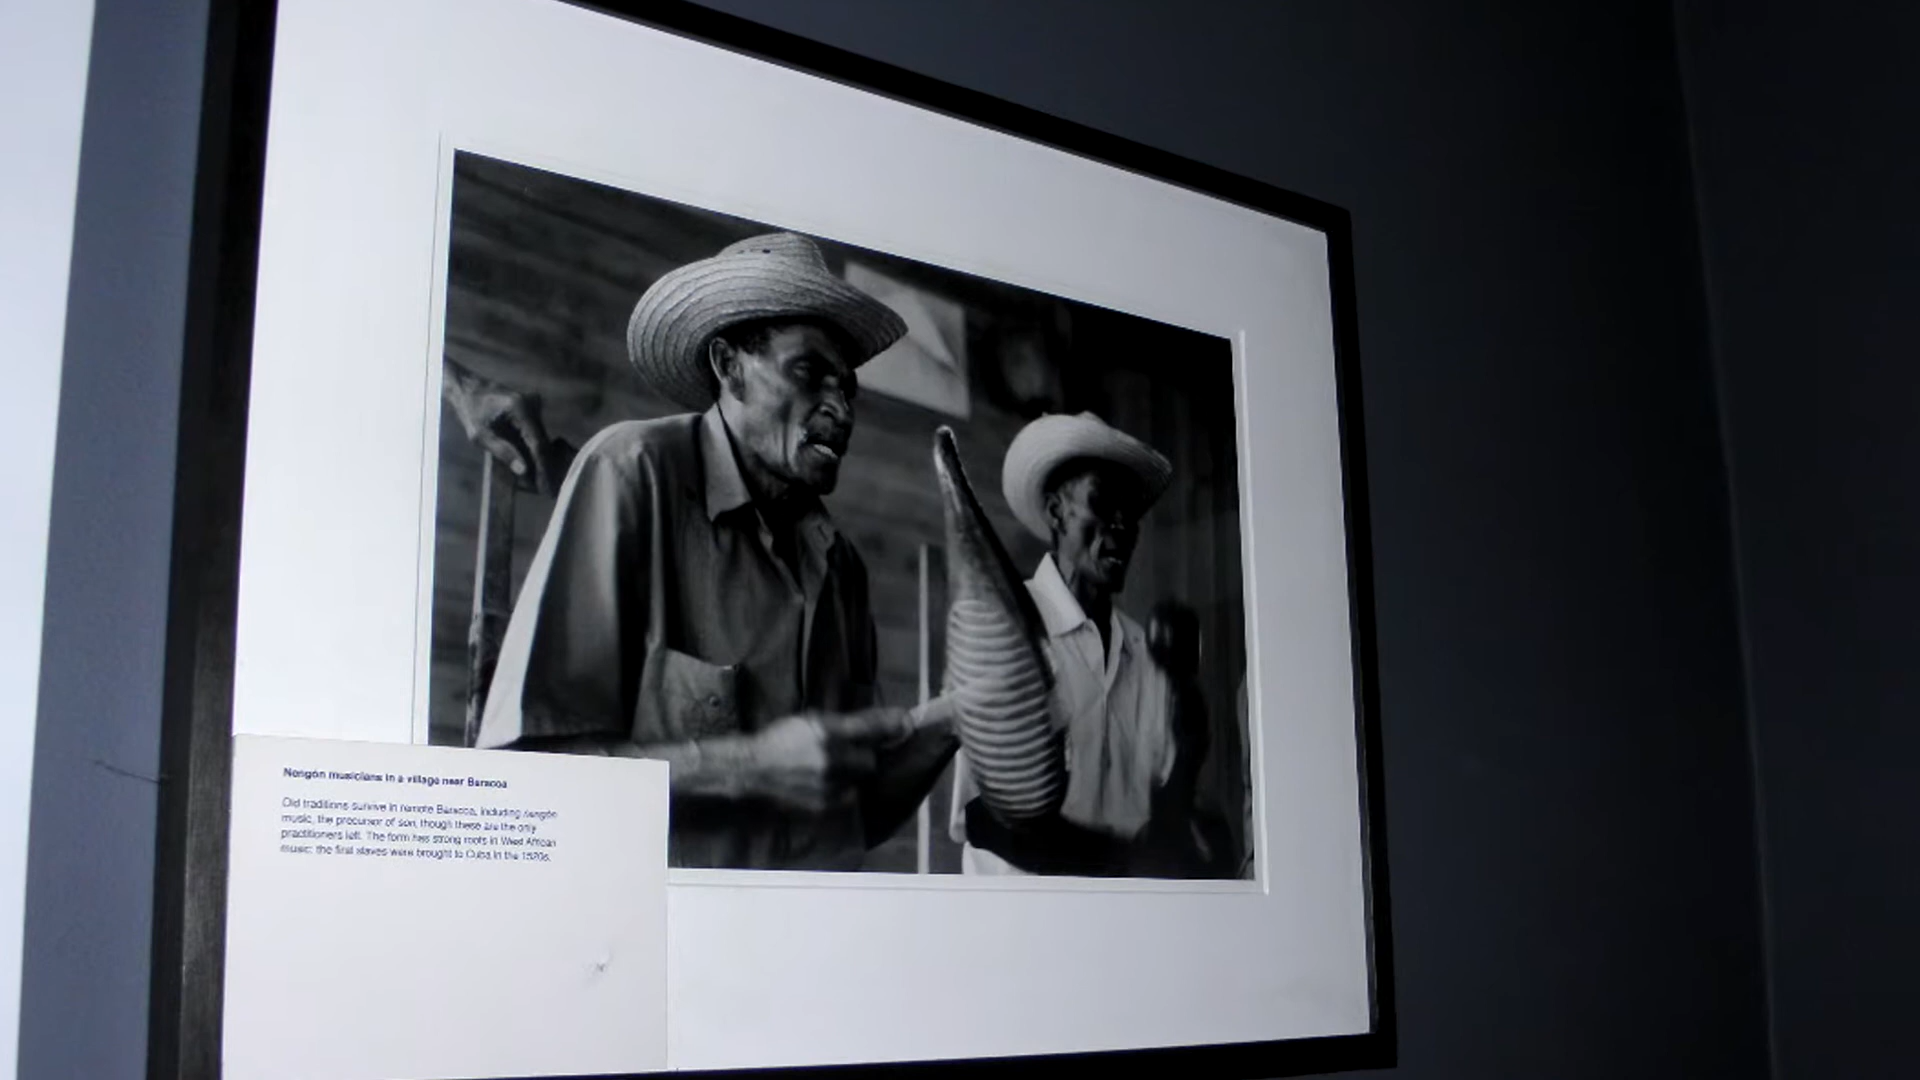 Nengón musicians in a village near Baracoa
Old traditions survive in remote Baracoa, including nengón
music, the precursor of son, though these are the only
practitioners left. The form has strong roots in West African
music: the first slaves were brought to Cuba in the 1520s.